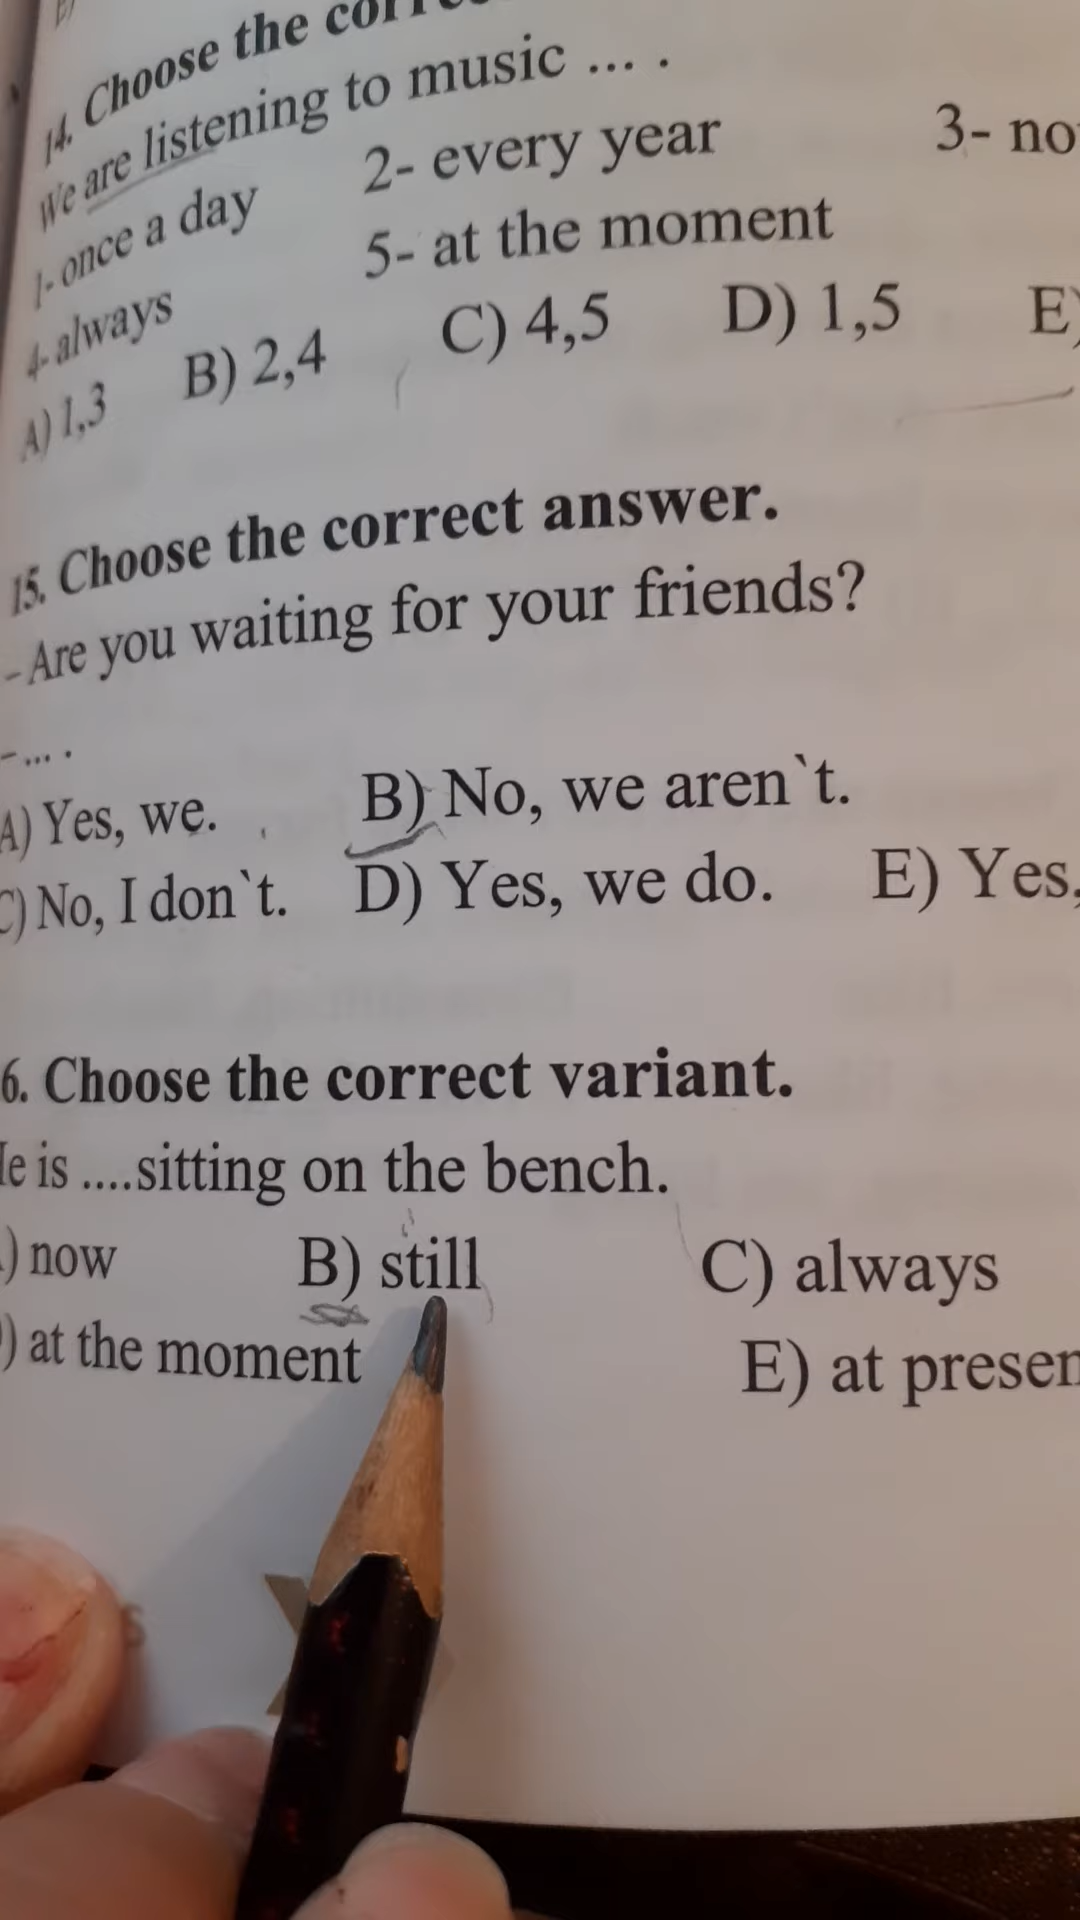 14. Choose the
We are listening to music ... .
1- once a day 2- every year 3-
4- always 5- at the moment
A) 1,3 B) 2,4 C) 4,5 D) 1,5 E)
15. Choose the correct answer.
- Are you waiting for your friends?
- ... .
A) Yes, we. B) No, we aren`t.
C) No, I don`t. D) Yes, we do. E) Yes,
6. Choose the correct variant.
is ....sitting on the bench.
) now B) still C) always
) at the moment E) at